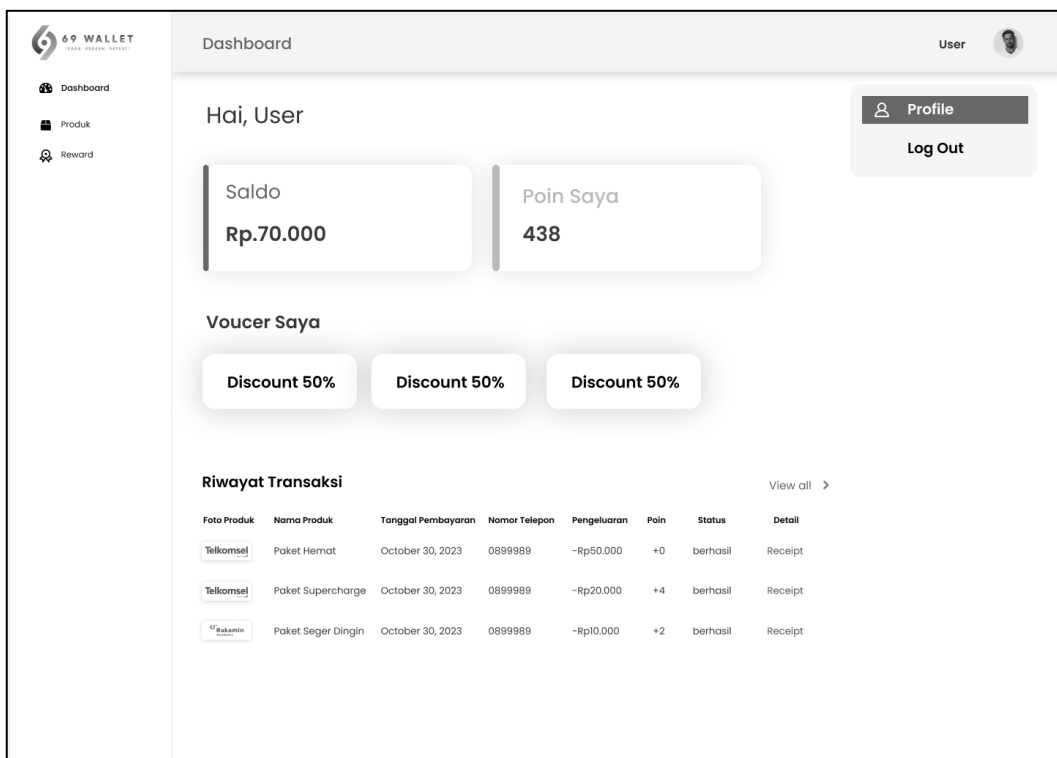 69 WALLET
"EARN, REDEEM, REPEAT"
Dashboard
User
Dashboard
Produk
Reward
Profile
Log Out
Hai, User
Saldo
Rp.70.000
Poin Saya
438
Voucer Saya
Discount 50% Discount 50% Discount 50%
Riwayat Transaksi View all
Foto Produk Nama Produk Tanggal Pembayaran Nomor Telepon Pengeluaran Poin Status Detail
Telkomsel Paket Hemat October 30, 2023 0899989 -Rp50.000 +0 berhasil Receipt
Telkomsel Paket Supercharge October 30, 2023 0899989 -Rp20.000 +4 berhasil Receipt
Rakamin Paket Seger Dingin October 30, 2023 0899989 -Rp10.000 +2 berhasil Receipt